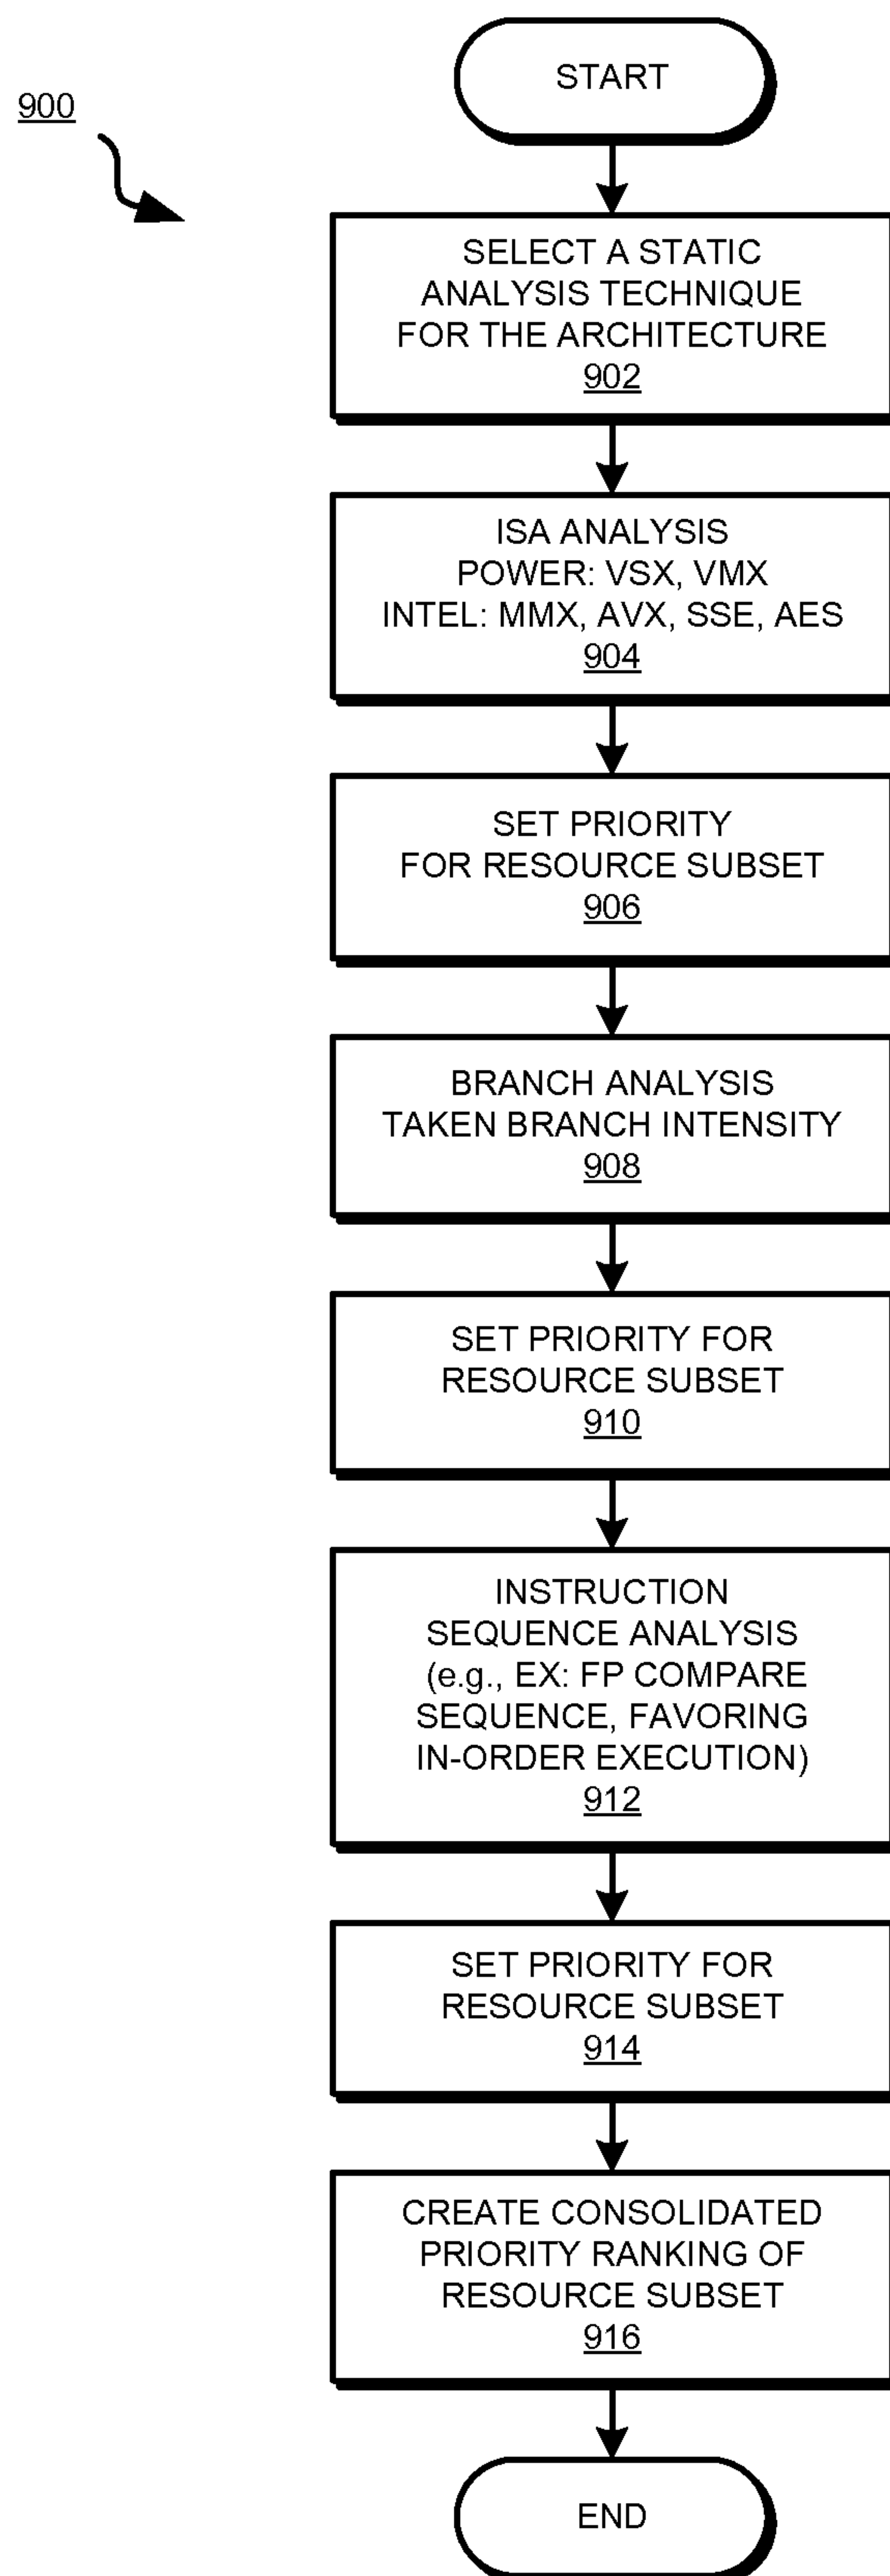 900
START
SELECT A STATIC
ANALYSIS TECHNIQUE
FOR THE ARCHITECTURE
902
ISA ANALYSIS
POWER: VSX, VMX
INTEL: MMX, AVX, SSE, AES
904
SET PRIORITY
FOR RESOURCE SUBSET
906
BRANCH ANALYSIS
TAKEN BRANCH INTENSITY
908
SET PRIORITY FOR
RESOURCE SUBSET
910
INSTRUCTION
SEQUENCE ANALYSIS
(e.g., EX: FP COMPARE
SEQUENCE, FAVORING
IN-ORDER EXECUTION)
912
SET PRIORITY FOR
RESOURCE SUBSET
914
CREATE CONSOLIDATED
PRIORITY RANKING OF
RESOURCE SUBSET
916
END